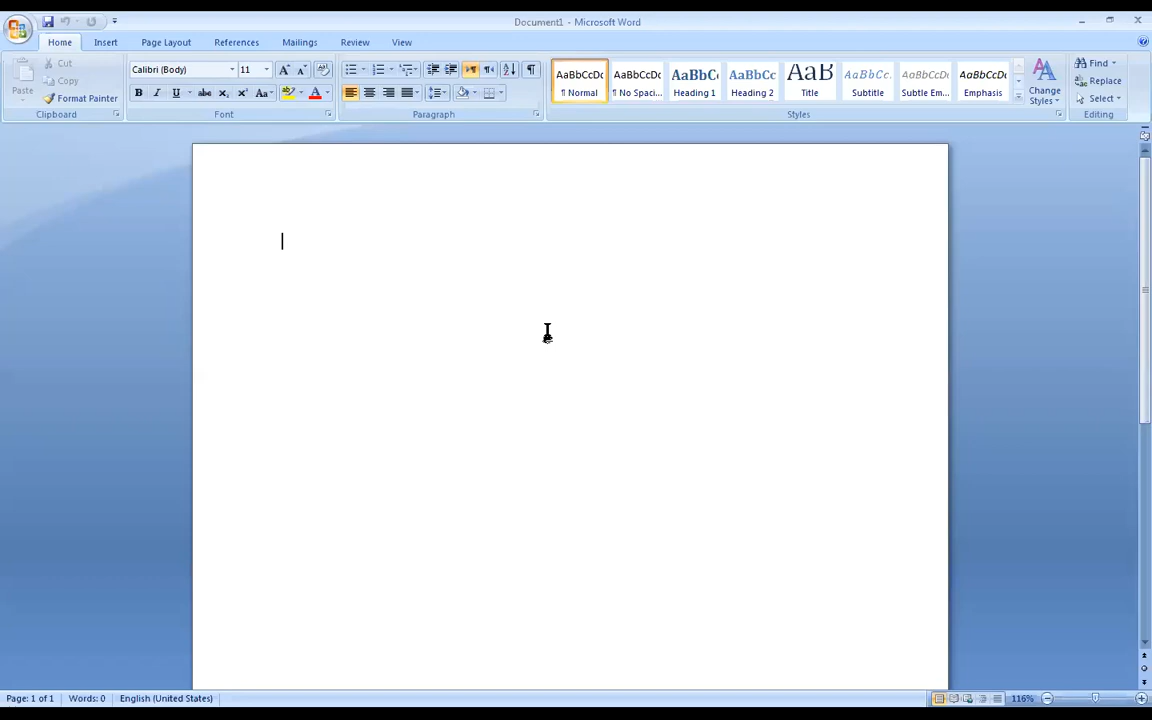 Document1 - Microsoft Word
Home Insert Page Layout References Mailings Review View
Paste
Cut
Copy
Format Painter
Clipboard
Calibri (Body) 11
B I U abc x₂ x² Aa A
Font
Paragraph
AaBbCcDc AaBbCcDc AaBbC AaBbCc AaB AaBbCc. AaBbCcDc AaBbCcDc
¶ Normal ¶ No Spaci... Heading 1 Heading 2 Title Subtitle Subtle Em... Emphasis
Change Styles
Styles
Find
Replace
Select
Editing
Page: 1 of 1 Words: 0 English (United States) 116%